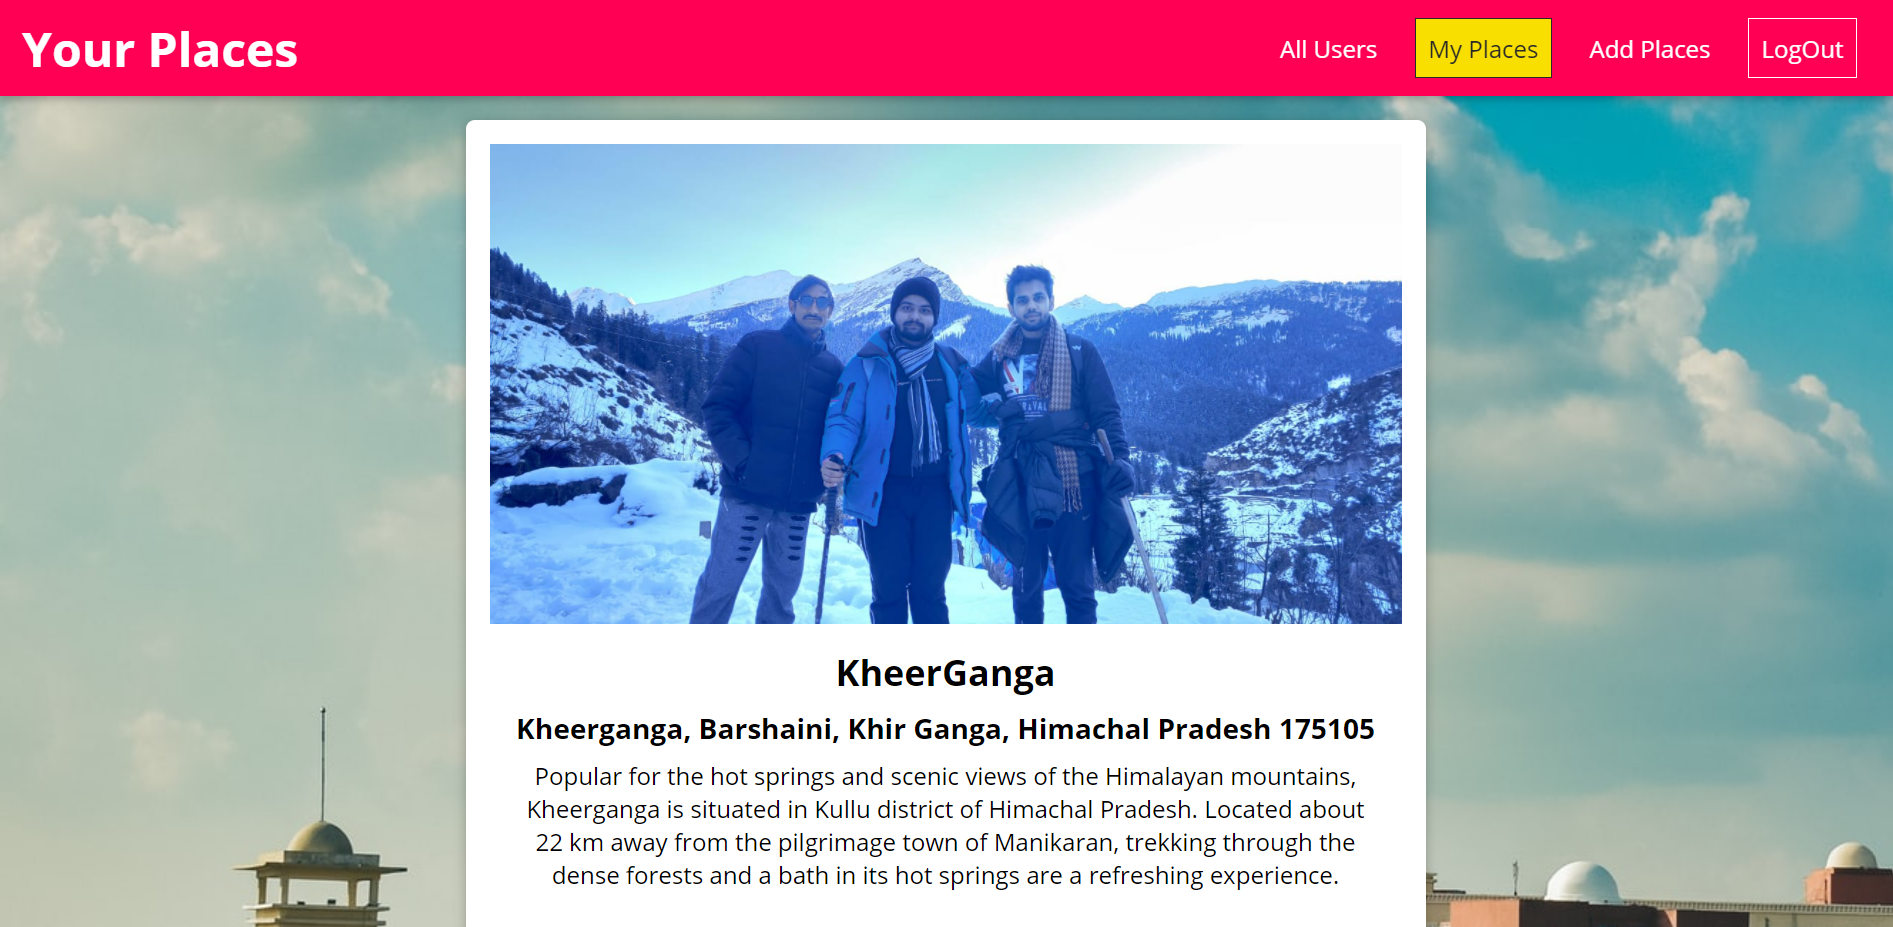 Your Places
All Users
My Places
Add Places
LogOut
KheerGanga
Kheerganga, Barshaini, Khir Ganga, Himachal Pradesh 175105
Popular for the hot springs and scenic views of the Himalayan mountains,
Kheerganga is situated in Kullu district of Himachal Pradesh. Located about
22 km away from the pilgrimage town of Manikaran, trekking through the
dense forests and a bath in its hot springs are a refreshing experience.